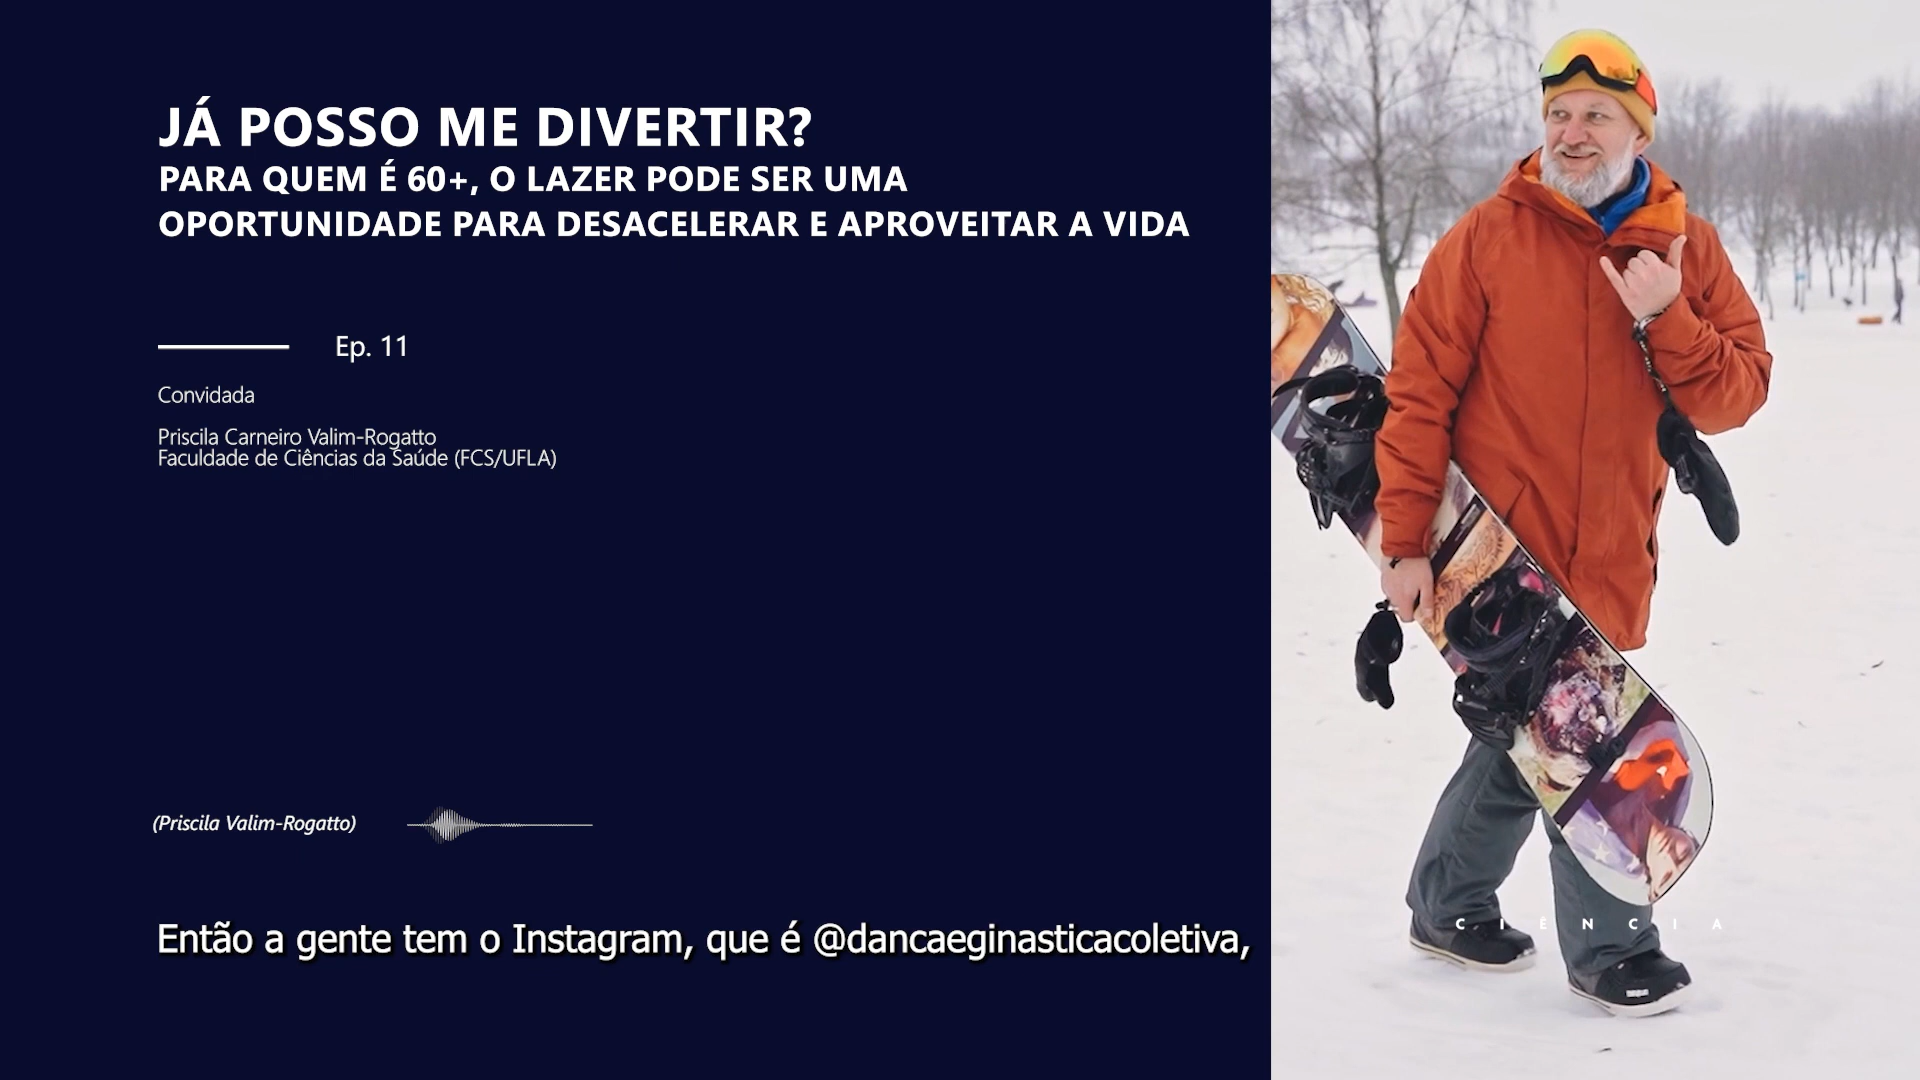 JÁ POSSO ME DIVERTIR?
PARA QUEM É 60+, O LAZER PODE SER UMA
OPORTUNIDADE PARA DESACELERAR E APROVEITAR A VIDA
Ep. 11
Convidada
Priscila Carneiro Valim-Rogatto
Faculdade de Ciências da Saúde (FCS/UFLA)
(Priscila Valim-Rogatto)
Então a gente tem o Instagram, que é @dancaeginasticacoletiva,
CIÊNCIA